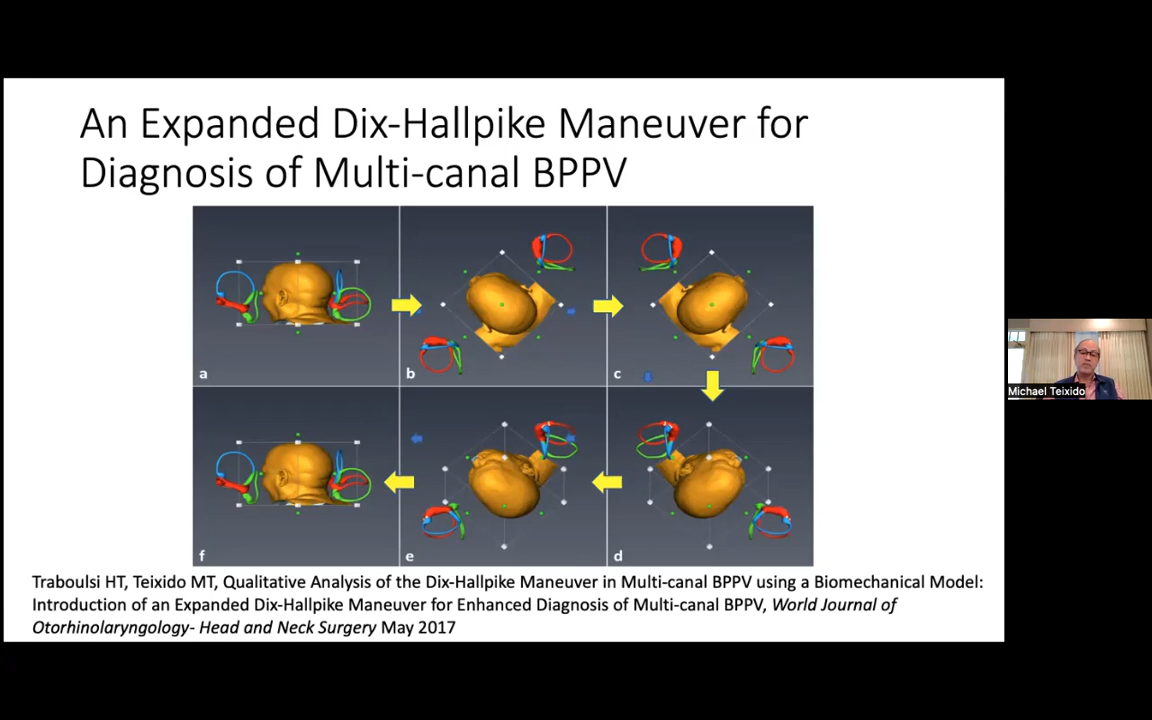 An Expanded Dix-Hallpike Maneuver for
Diagnosis of Multi-canal BPPV
a
b
c
f
e
d
Traboulsi HT, Teixido MT, Qualitative Analysis of the Dix-Hallpike Maneuver in Multi-canal BPPV using a Biomechanical Model:
Introduction of an Expanded Dix-Hallpike Maneuver for Enhanced Diagnosis of Multi-canal BPPV, World Journal of
Otorhinolaryngology- Head and Neck Surgery May 2017
Michael Teixido